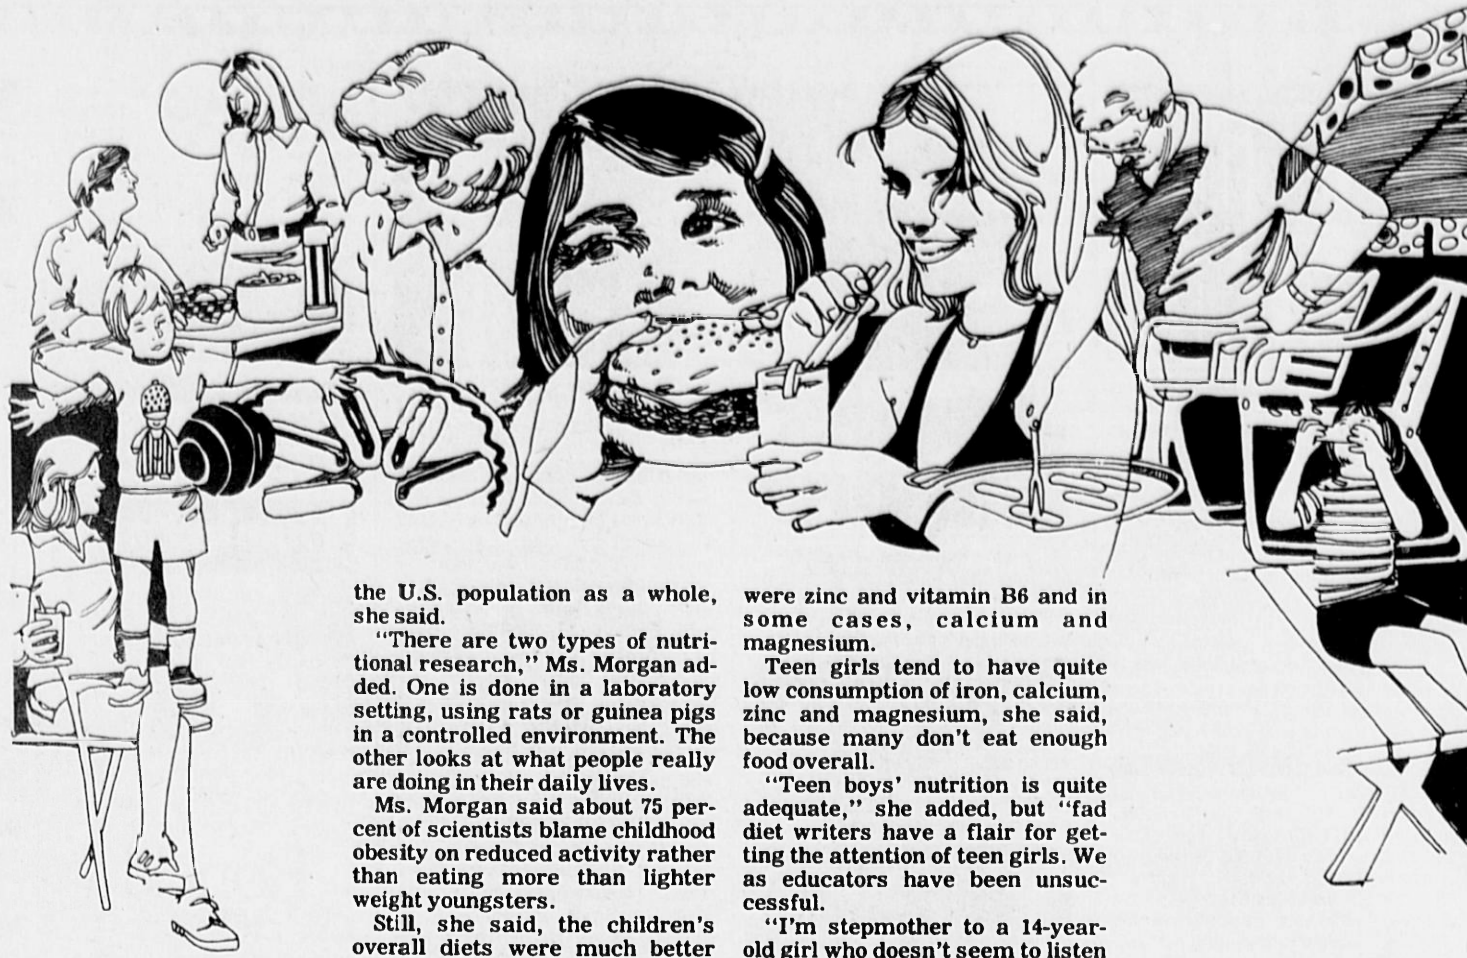 the U.S. population as a whole,
she said.
“There are two types of nutri-
tional research,” Ms. Morgan ad-
ded. One is done in a laboratory
setting, using rats or guinea pigs
in a controlled environment. The
other looks at what people really
are doing in their daily lives.
Ms. Morgan said about 75 per-
cent of scientists blame childhood
obesity on reduced activity rather
than eating more than lighter
weight youngsters.
Still, she said, the children's
overall diets were much better
were zinc and vitamin B6 and in
some cases, calcium and
magnesium.
Teen girls tend to have quite
low consumption of iron, calcium,
zinc and magnesium, she said,
because many don't eat enough
food overall.
“Teen boys' nutrition is quite
adequate,” she added, but “fad
diet writers have a flair for get-
ting the attention of teen girls. We
as educators have been unsuc-
cessful.
“I'm stepmother to a 14-year-
old girl who doesn't seem to listen